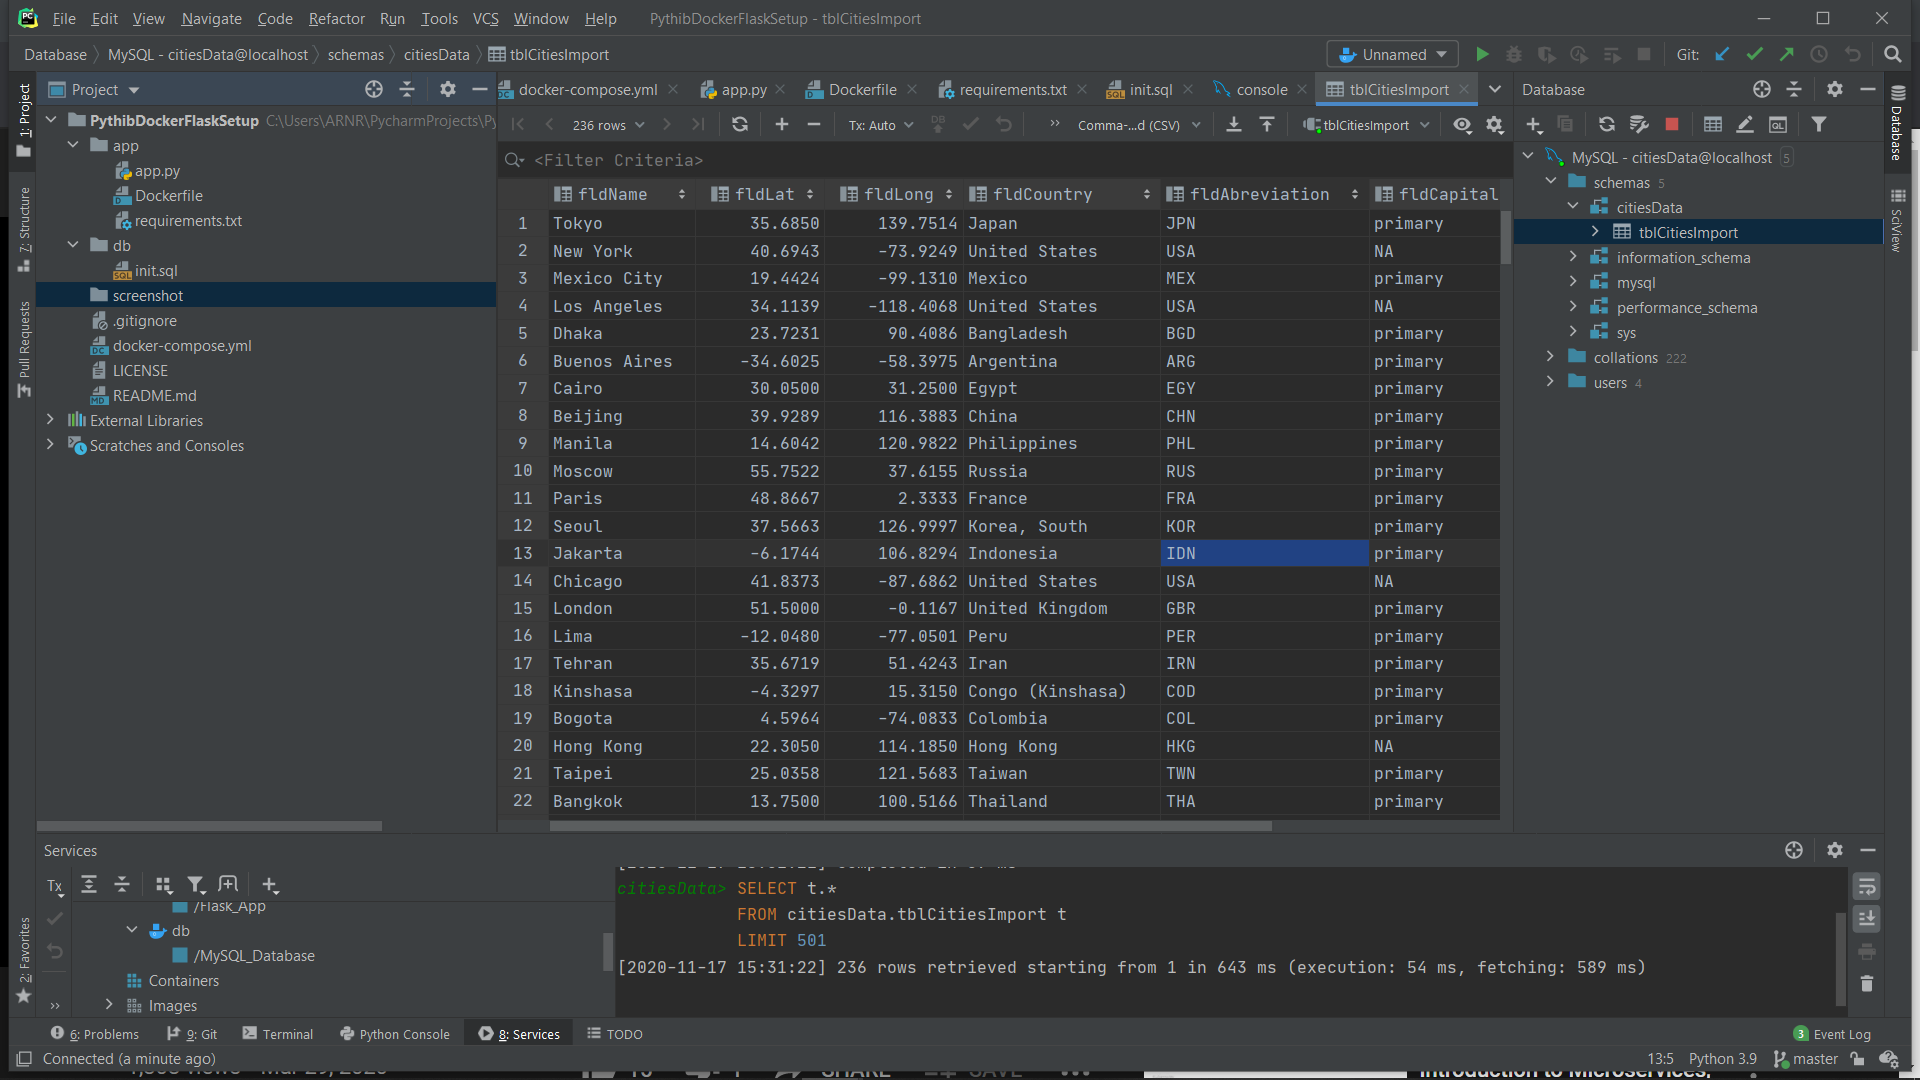 File Edit View Navigate Code Refactor Run Tools VCS Window Help PythibDockerFlaskSetup - tblCitiesImport
Database MySQL - citiesData@localhost schemas citiesData tblCitiesImport Unnamed Git:
1: Project
7: Structure
Pull Requests
2: Favorites
Project
PythibDockerFlaskSetup C:\Users\ARNR\PycharmProjects\Py
app
app.py
Dockerfile
requirements.txt
db
init.sql
screenshot
.gitignore
docker-compose.yml
LICENSE
README.md
External Libraries
Scratches and Consoles
docker-compose.yml app.py Dockerfile requirements.txt init.sql console tblCitiesImport
236 rows Tx: Auto DB Comma-...d (CSV) tblCitiesImport
<Filter Criteria>
fldName fldLat fldLong fldCountry fldAbreviation fldCapital
1 Tokyo 35.6850 139.7514 Japan JPN primary
2 New York 40.6943 -73.9249 United States USA NA
3 Mexico City 19.4424 -99.1310 Mexico MEX primary
4 Los Angeles 34.1139 -118.4068 United States USA NA
5 Dhaka 23.7231 90.4086 Bangladesh BGD primary
6 Buenos Aires -34.6025 -58.3975 Argentina ARG primary
7 Cairo 30.0500 31.2500 Egypt EGY primary
8 Beijing 39.9289 116.3883 China CHN primary
9 Manila 14.6042 120.9822 Philippines PHL primary
10 Moscow 55.7522 37.6155 Russia RUS primary
11 Paris 48.8667 2.3333 France FRA primary
12 Seoul 37.5663 126.9997 Korea, South KOR primary
13 Jakarta -6.1744 106.8294 Indonesia IDN primary
14 Chicago 41.8373 -87.6862 United States USA NA
15 London 51.5000 -0.1167 United Kingdom GBR primary
16 Lima -12.0480 -77.0501 Peru PER primary
17 Tehran 35.6719 51.4243 Iran IRN primary
18 Kinshasa -4.3297 15.3150 Congo (Kinshasa) COD primary
19 Bogota 4.5964 -74.0833 Colombia COL primary
20 Hong Kong 22.3050 114.1850 Hong Kong HKG NA
21 Taipei 25.0358 121.5683 Taiwan TWN primary
22 Bangkok 13.7500 100.5166 Thailand THA primary
Database
MySQL - citiesData@localhost 5
schemas 5
citiesData
tblCitiesImport
information_schema
mysql
performance_schema
sys
collations 222
users 4
Database
SciView
Services
Tx
/Flask_App
db
/MySQL_Database
Containers
Images
citiesData> SELECT t.*
FROM citiesData.tblCitiesImport t
LIMIT 501
[2020-11-17 15:31:22] 236 rows retrieved starting from 1 in 643 ms (execution: 54 ms, fetching: 589 ms)
6: Problems 9: Git Terminal Python Console 8: Services TODO 3 Event Log
Connected (a minute ago) 13:5 Python 3.9 master
SHARE SAVE Introduction to Microservices,